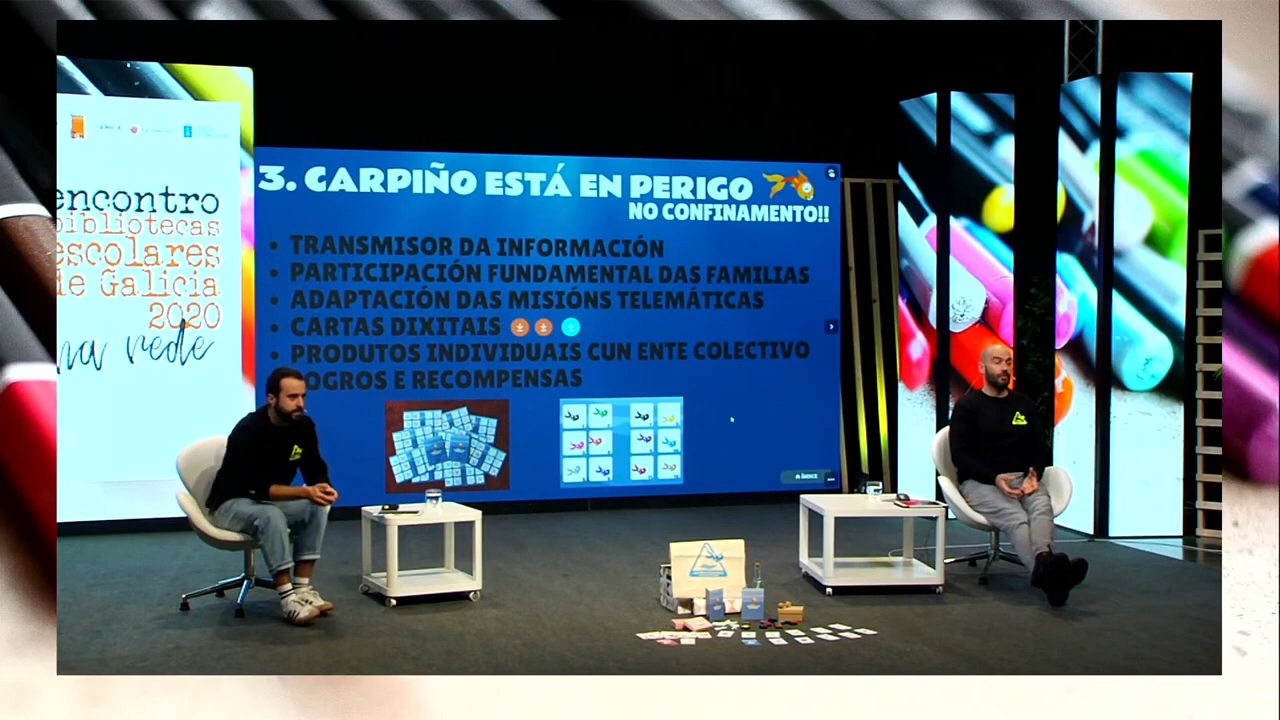 encontro
bibliotecas
escolares
de Galicia
2020
na rede
3. CARPIÑO ESTÁ EN PERIGO
NO CONFINAMENTO!!
• TRANSMISOR DA INFORMACIÓN
• PARTICIPACIÓN FUNDAMENTAL DAS FAMILIAS
• ADAPTACIÓN DAS MISIÓNS TELEMÁTICAS
• CARTAS DIXITAIS
• PRODUTOS INDIVIDUAIS CUN ENTE COLECTIVO
OGROS E RECOMPENSAS